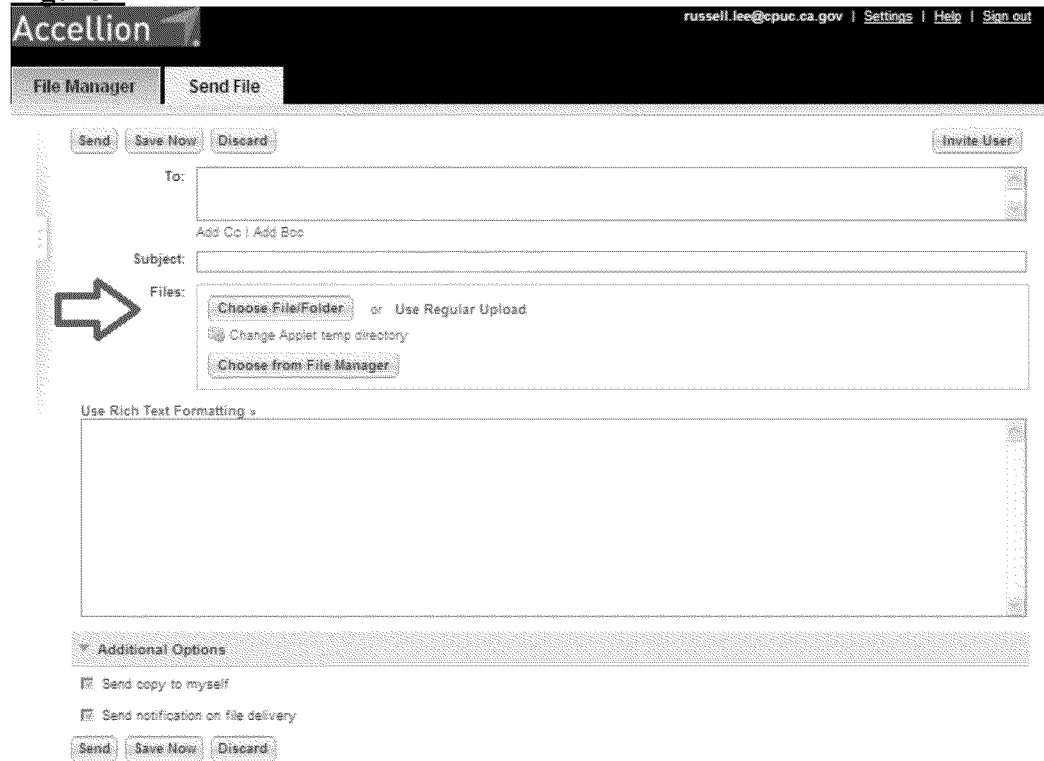 Accellion
russell.lee@cpuc.ca.gov | Settings | Help | Sign out
File Manager Send File
Send Save Now Discard Invite User
To:
Add Cc | Add Bcc
Subject:
Files:
Choose File/Folder or Use Regular Upload
Change Applet temp directory
Choose from File Manager
Use Rich Text Formatting »
Additional Options
Send copy to myself
Send notification on file delivery
Send Save Now Discard